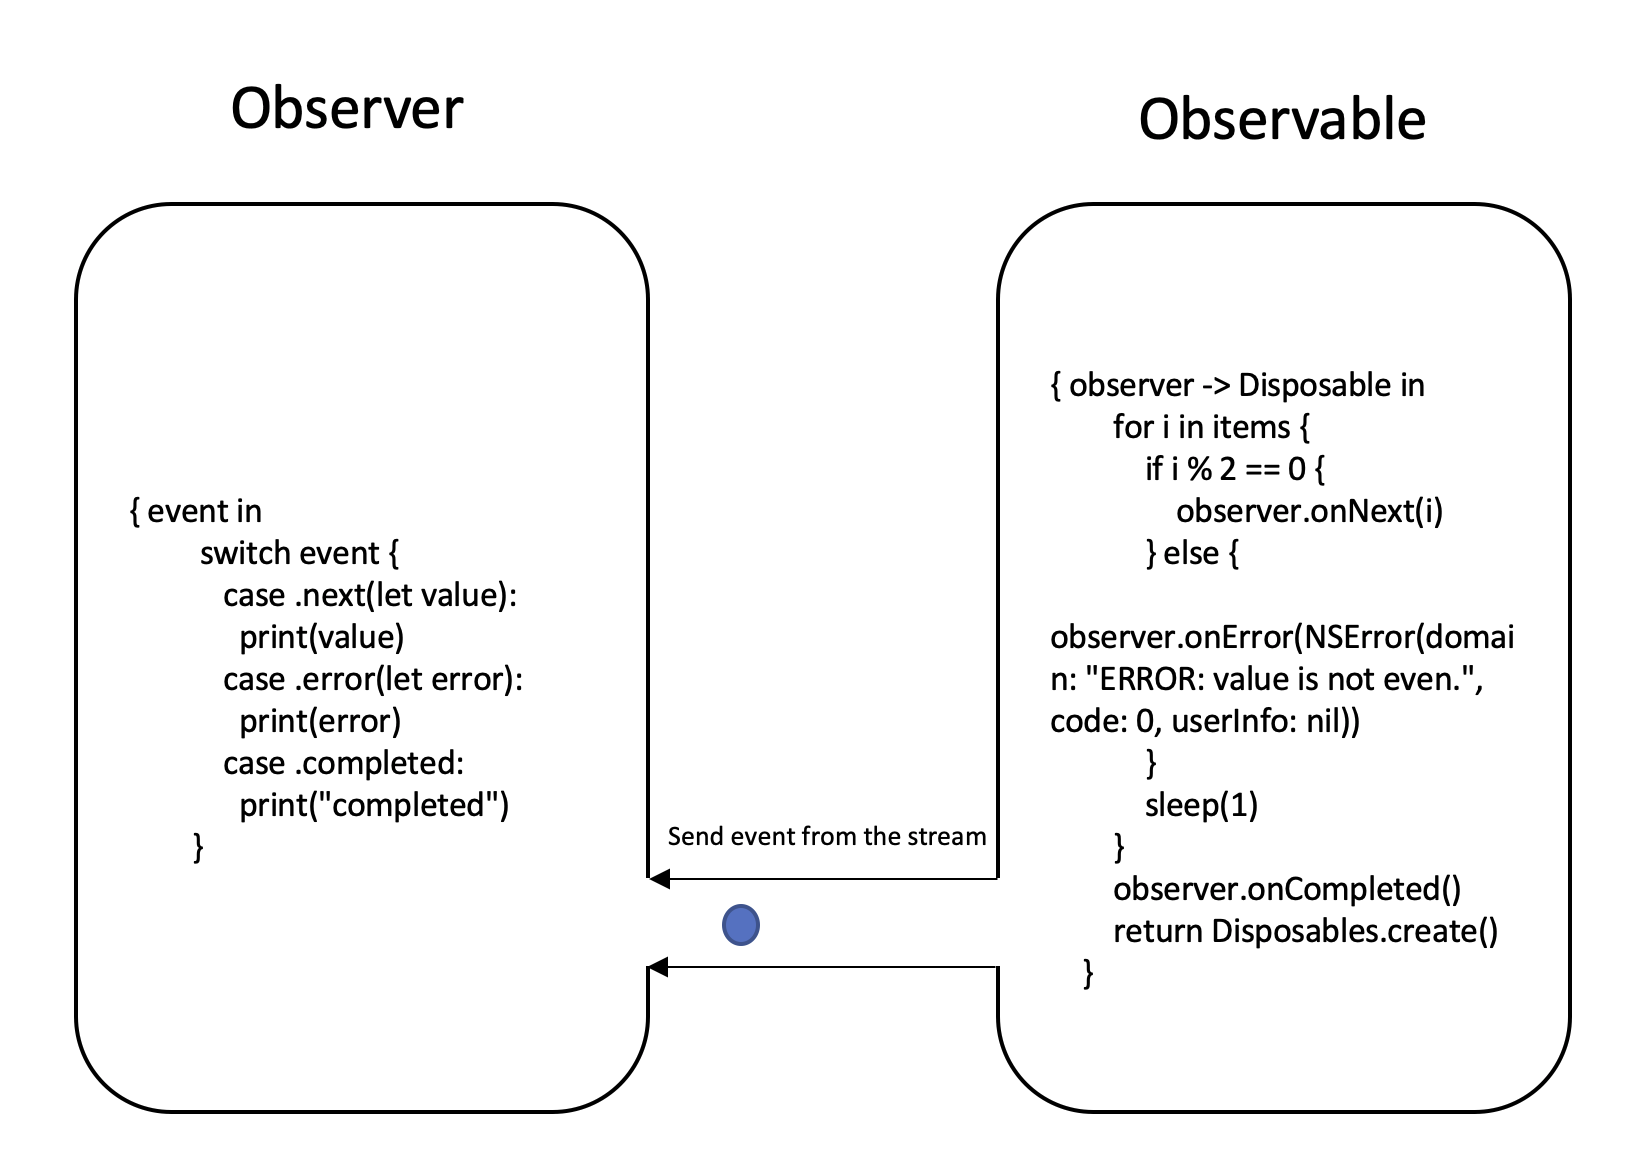 Observer
{ event in
switch event {
case .next(let value):
print(value)
case .error(let error):
print(error)
case .completed:
print("completed")
}
Send event from the stream
Observable
{ observer -> Disposable in
for i in items {
if i % 2 == 0 {
observer.onNext(i)
} else {
observer.onError(NSError(domai
n: "ERROR: value is not even.",
code: 0, userInfo: nil))
}
sleep(1)
}
observer.onCompleted()
return Disposables.create()
}